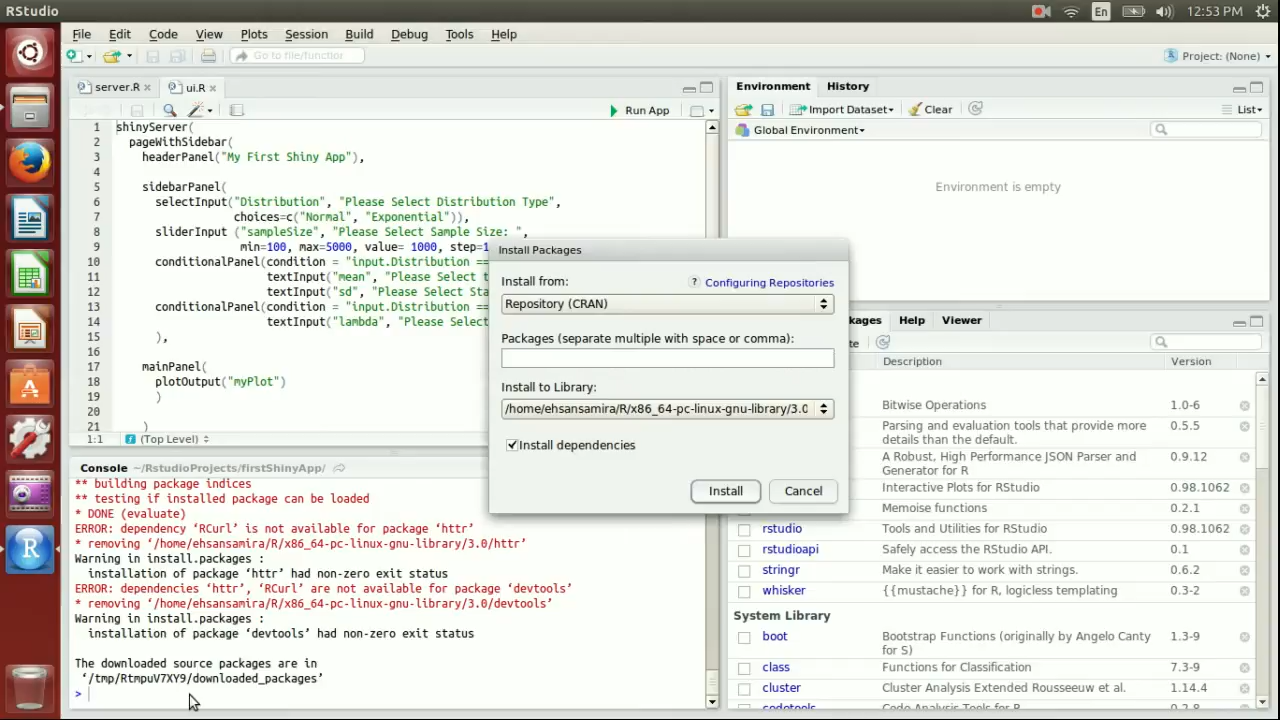 RStudio
En
12:53 PM
File Edit Code View Plots Session Build Debug Tools Help
Go to file/function
Project: (None)
server.R
ui.R
Run App
1 shinyServer(
2 pageWithSidebar(
3 headerPanel("My First Shiny App"),
4
5 sidebarPanel(
6 selectInput("Distribution", "Please Select Distribution Type",
7 choices=c("Normal", "Exponential")),
8 sliderInput ("sampleSize", "Please Select Sample Size: ",
9 min=100, max=5000, value= 1000, step=1
10 conditionalPanel(condition = "input.Distribution ==
11 textInput("mean", "Please Select t
12 textInput("sd", "Please Select Sta
13 conditionalPanel(condition = "input.Distribution ==
14 textInput("lambda", "Please Select
15 ),
16
17 mainPanel(
18 plotOutput("myPlot")
19 )
20
21 )
1:1 (Top Level)
Console ~/RstudioProjects/firstShinyApp/
** building package indices
** testing if installed package can be loaded
* DONE (evaluate)
ERROR: dependency ‘RCurl’ is not available for package ‘httr’
* removing ‘/home/ehsansamira/R/x86_64-pc-linux-gnu-library/3.0/httr’
Warning in install.packages :
installation of package ‘httr’ had non-zero exit status
ERROR: dependencies ‘httr’, ‘RCurl’ are not available for package ‘devtools’
* removing ‘/home/ehsansamira/R/x86_64-pc-linux-gnu-library/3.0/devtools’
Warning in install.packages :
installation of package ‘devtools’ had non-zero exit status
The downloaded source packages are in
‘/tmp/RtmpuV7XY9/downloaded_packages’
>
Install Packages
Install from:
? Configuring Repositories
Repository (CRAN)
Packages (separate multiple with space or comma):
Install to Library:
/home/ehsansamira/R/x86_64-pc-linux-gnu-library/3.0
Install dependencies
Install
Cancel
Environment History
Import Dataset
Clear
List
Global Environment
Environment is empty
kages Help Viewer
te
Description Version
Bitwise Operations 1.0-6
Parsing and evaluation tools that provide more 0.5.5
details than the default.
A Robust, High Performance JSON Parser and 0.9.12
Generator for R
Interactive Plots for RStudio 0.98.1062
Memoise functions 0.2.1
rstudio Tools and Utilities for RStudio 0.98.1062
rstudioapi Safely access the RStudio API. 0.1
stringr Make it easier to work with strings. 0.6.2
whisker {{mustache}} for R, logicless templating 0.3-2
System Library
boot Bootstrap Functions (originally by Angelo Canty 1.3-9
for S)
class Functions for Classification 7.3-9
cluster Cluster Analysis Extended Rousseeuw et al. 1.14.4
codetools Code Analysis Tools for R 0.2-8